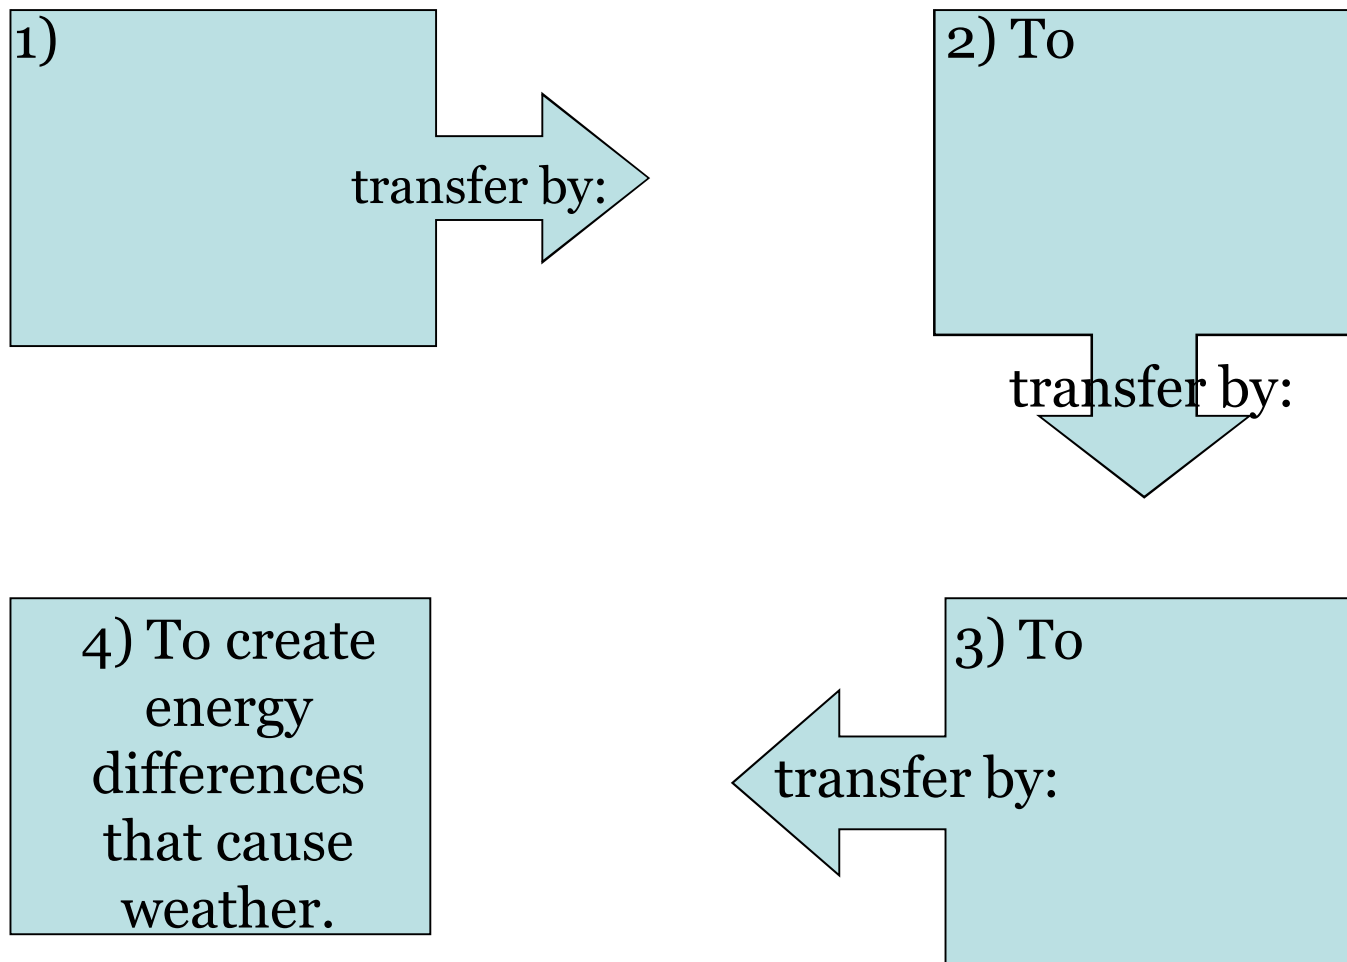 1)
transfer by:
2) To
transfer by:
3) To
transfer by:
4) To create
energy
differences
that cause
weather.